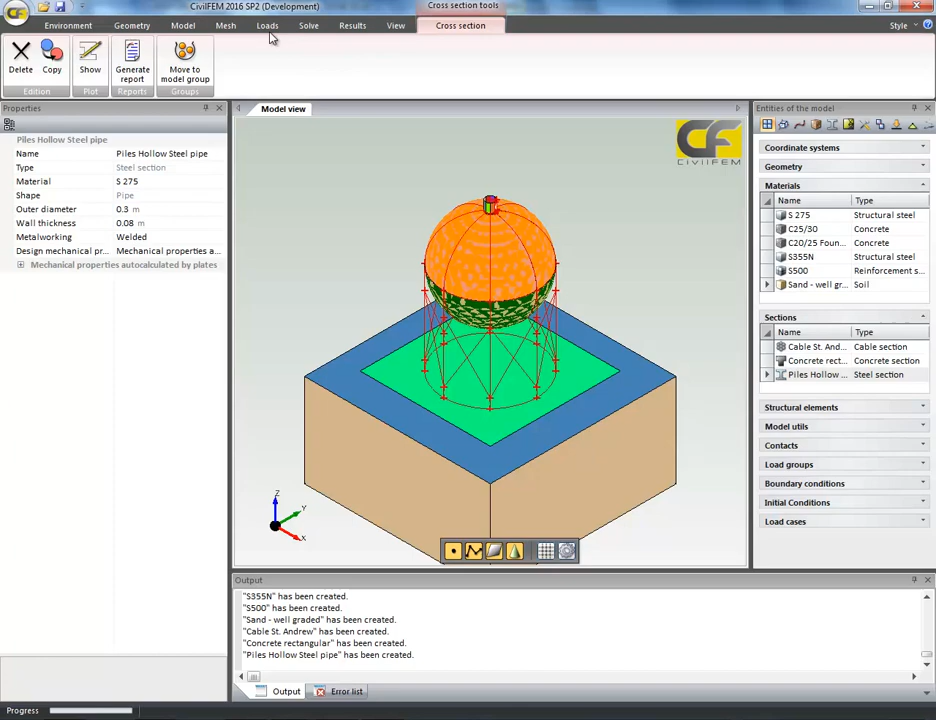 CivilFEM 2016 SP2 (Development)
Cross section tools
Environment
Geometry
Model
Mesh
Loads
Solve
Results
View
Cross section
Style
Delete
Copy
Show
Generate
report
Move to
model group
Edition
Plot
Reports
Groups
Properties
Piles Hollow Steel pipe
Name Piles Hollow Steel pipe
Type Steel section
Material S 275
Shape Pipe
Outer diameter 0.3 m
Wall thickness 0.08 m
Metalworking Welded
Design mechanical pr... Mechanical properties a...
Mechanical properties autocalculated by plates
Model view
CF
CIVILFEM
Z
Y
X
Entities of the model
Coordinate systems
Geometry
Materials
Name Type
S 275 Structural steel
C25/30 Concrete
C20/25 Foun... Concrete
S355N Structural steel
S500 Reinforcement s...
Sand - well gr... Soil
Sections
Name Type
Cable St. And... Cable section
Concrete rect... Concrete section
Piles Hollow ... Steel section
Structural elements
Model utils
Contacts
Load groups
Boundary conditions
Initial Conditions
Load cases
Output
"S355N" has been created.
"S500" has been created.
"Sand - well graded" has been created.
"Cable St. Andrew" has been created.
"Concrete rectangular" has been created.
"Piles Hollow Steel pipe" has been created.
Output
Error list
Progress